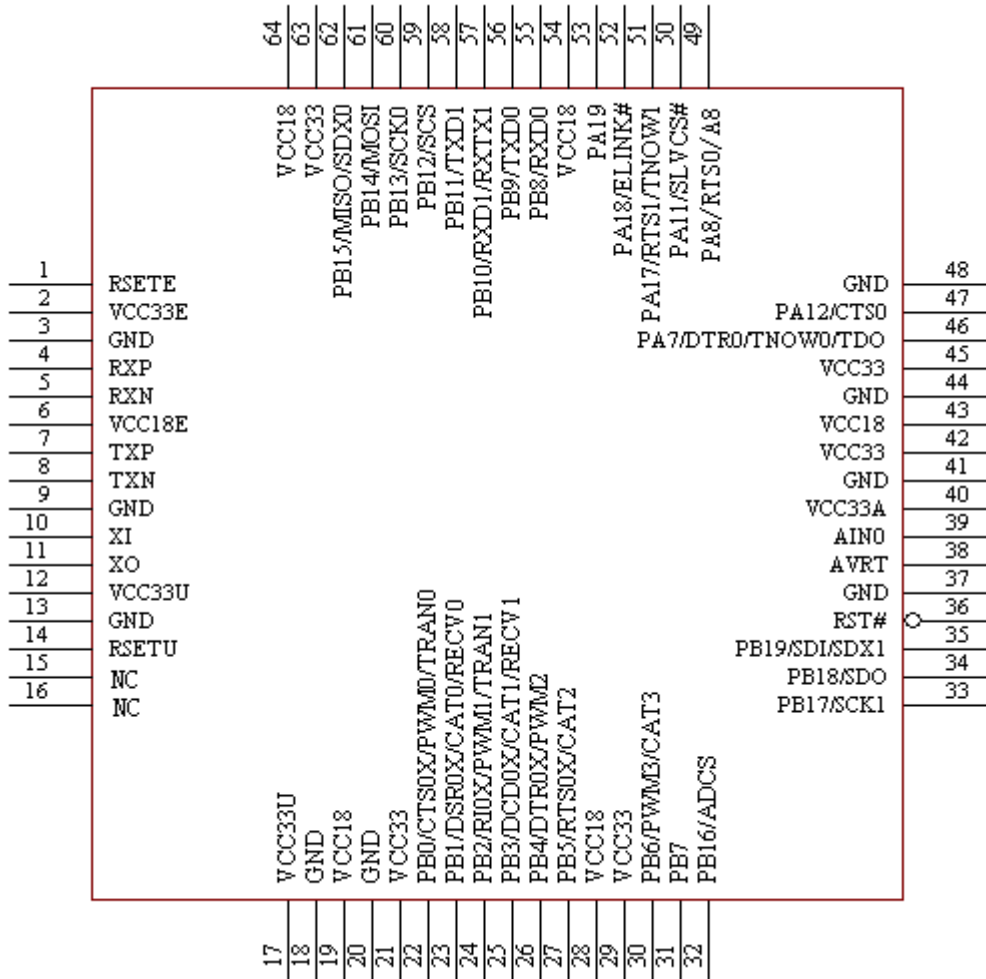 64
63
62
61
60
59
58
57
56
55
54
53
52
51
50
49
VCC18
VCC33
PB15/MISO/SDX0
PB14/MOSI
PB13/SCK0
PB12/SCS
PB11/TXD1
PB10/RXD1/RXTX1
PB9/TXD0
PB8/RXD0
VCC18
PA19
PA18/ELINK#
PA17/RTS1/TNOW1
PA11/SLVCS#
PA8/RTS0/A8
1 RSETE
2 VCC33E
3 GND
4 RXP
5 RXN
6 VCC18E
7 TXP
8 TXN
9 GND
10 XI
11 XO
12 VCC33U
13 GND
14 RSETU
15 NC
16 NC
GND 48
PA12/CTS0 47
PA7/DTR0/TNOW0/TDO 46
VCC33 45
GND 44
VCC18 43
VCC33 42
GND 41
VCC33A 40
AIN0 39
AVRT 38
GND 37
RST# 36
PB19/SDI/SDX1 35
PB18/SDO 34
PB17/SCK1 33
VCC33U
GND
VCC18
GND
VCC33
PB0/CTS0X/PWM0/TRAN0
PB1/DSR0X/CAT0/RECV0
PB2/RI0X/PWM1/TRAN1
PB3/DCD0X/CAT1/RECV1
PB4/DTR0X/PWM2
PB5/RTS0X/CAT2
VCC18
VCC33
PB6/PWM3/CAT3
PB7
PB16/ADCS
17
18
19
20
21
22
23
24
25
26
27
28
29
30
31
32